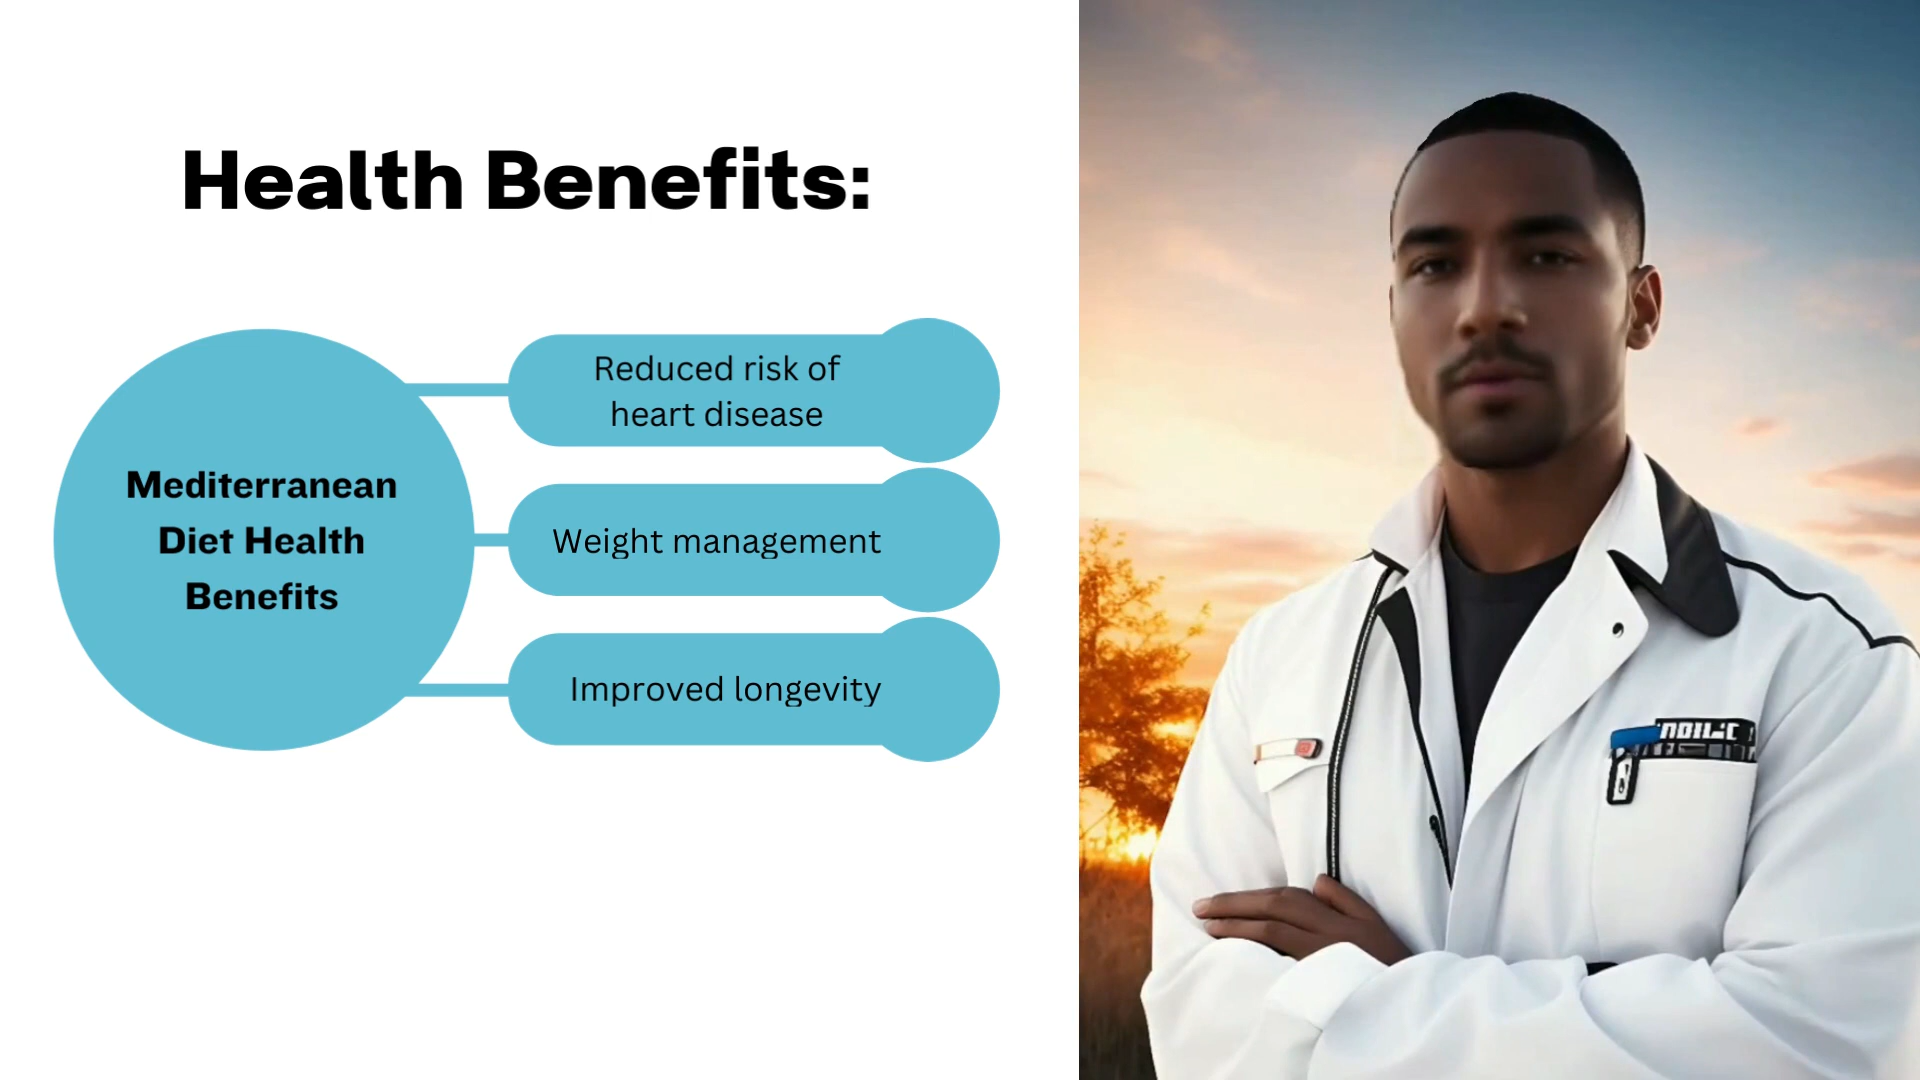 Health Benefits:
Mediterranean
Diet Health
Benefits
Reduced risk of
heart disease
Weight management
Improved longevity